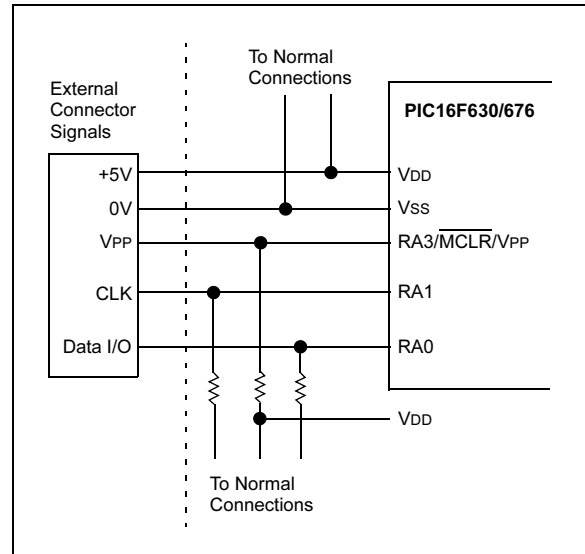 To Normal
Connections
External
Connector
Signals
PIC16F630/676
+5V
VDD
0V
VSS
VPP
RA3/MCLR/VPP
CLK
RA1
Data I/O
RA0
VDD
To Normal
Connections